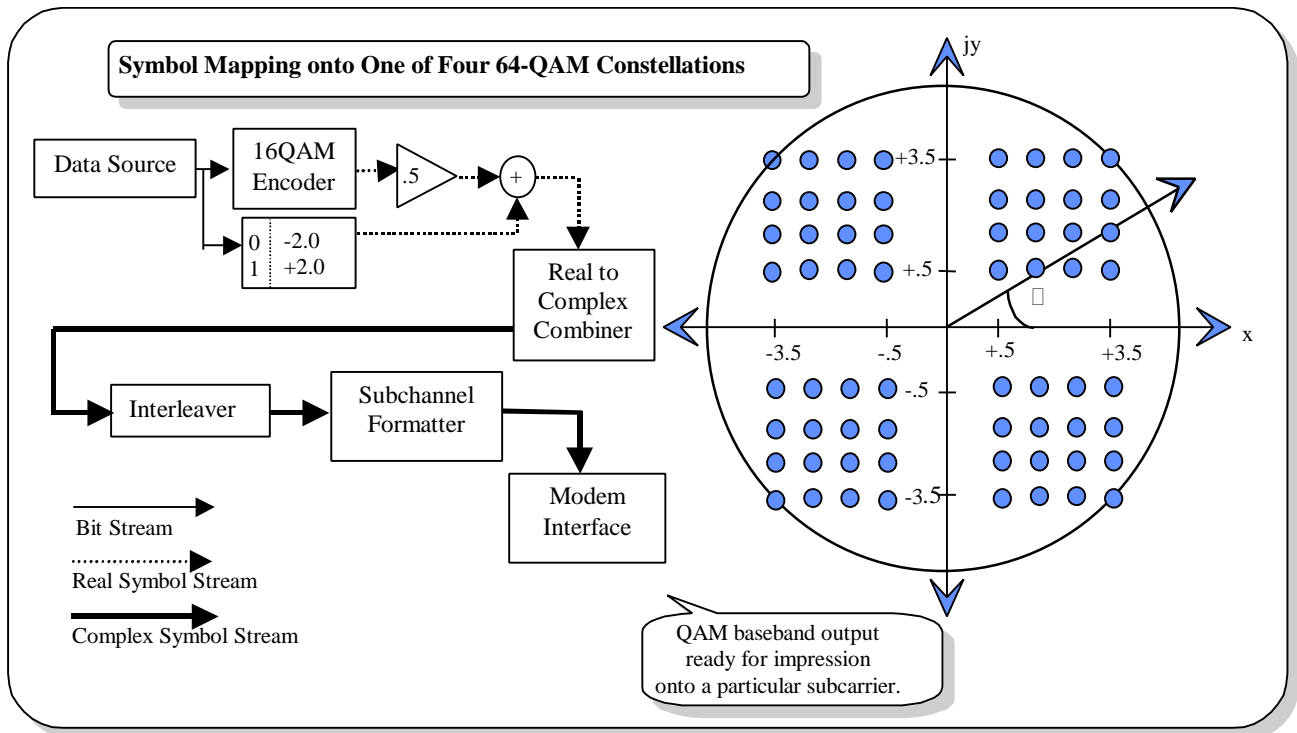 Symbol Mapping onto One of Four 64-QAM Constellations
Data Source
16QAM
Encoder
.5
+
0 -2.0
1 +2.0
Real to
Complex
Combiner
Interleaver
Subchannel
Formatter
Modem
Interface
Bit Stream
Real Symbol Stream
Complex Symbol Stream
jy
+3.5
+.5
x
-3.5
-.5
+.5
+3.5
-.5
-3.5
QAM baseband output
ready for impression
onto a particular subcarrier.